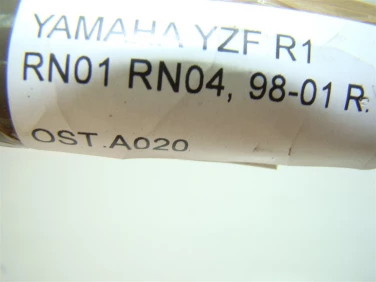 YAMAHA YZF R1
RN01 RN04, 98-01 R.
OST.A020